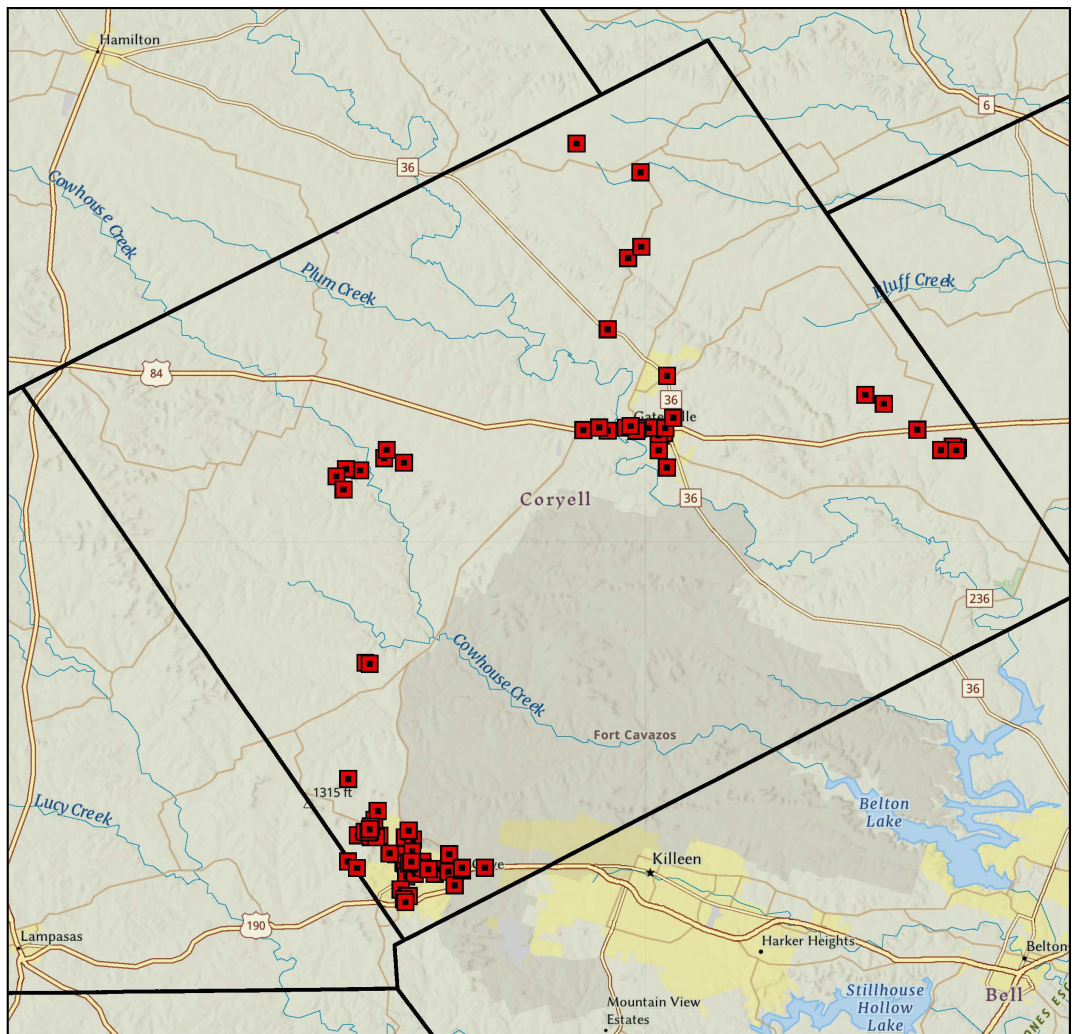 Hamilton
6
36
Cowhouse Creek
Plum Creek
Bluff Creek
84
36
Coryell
36
236
Cowhouse Creek
36
Fort Cavazos
1315 ft
Lucy Creek
Belton
Lake
Killeen
190
Lampasas
Harker Heights
Belton
Bell
Stillhouse
Hollow
Lake
Mountain View
Estates